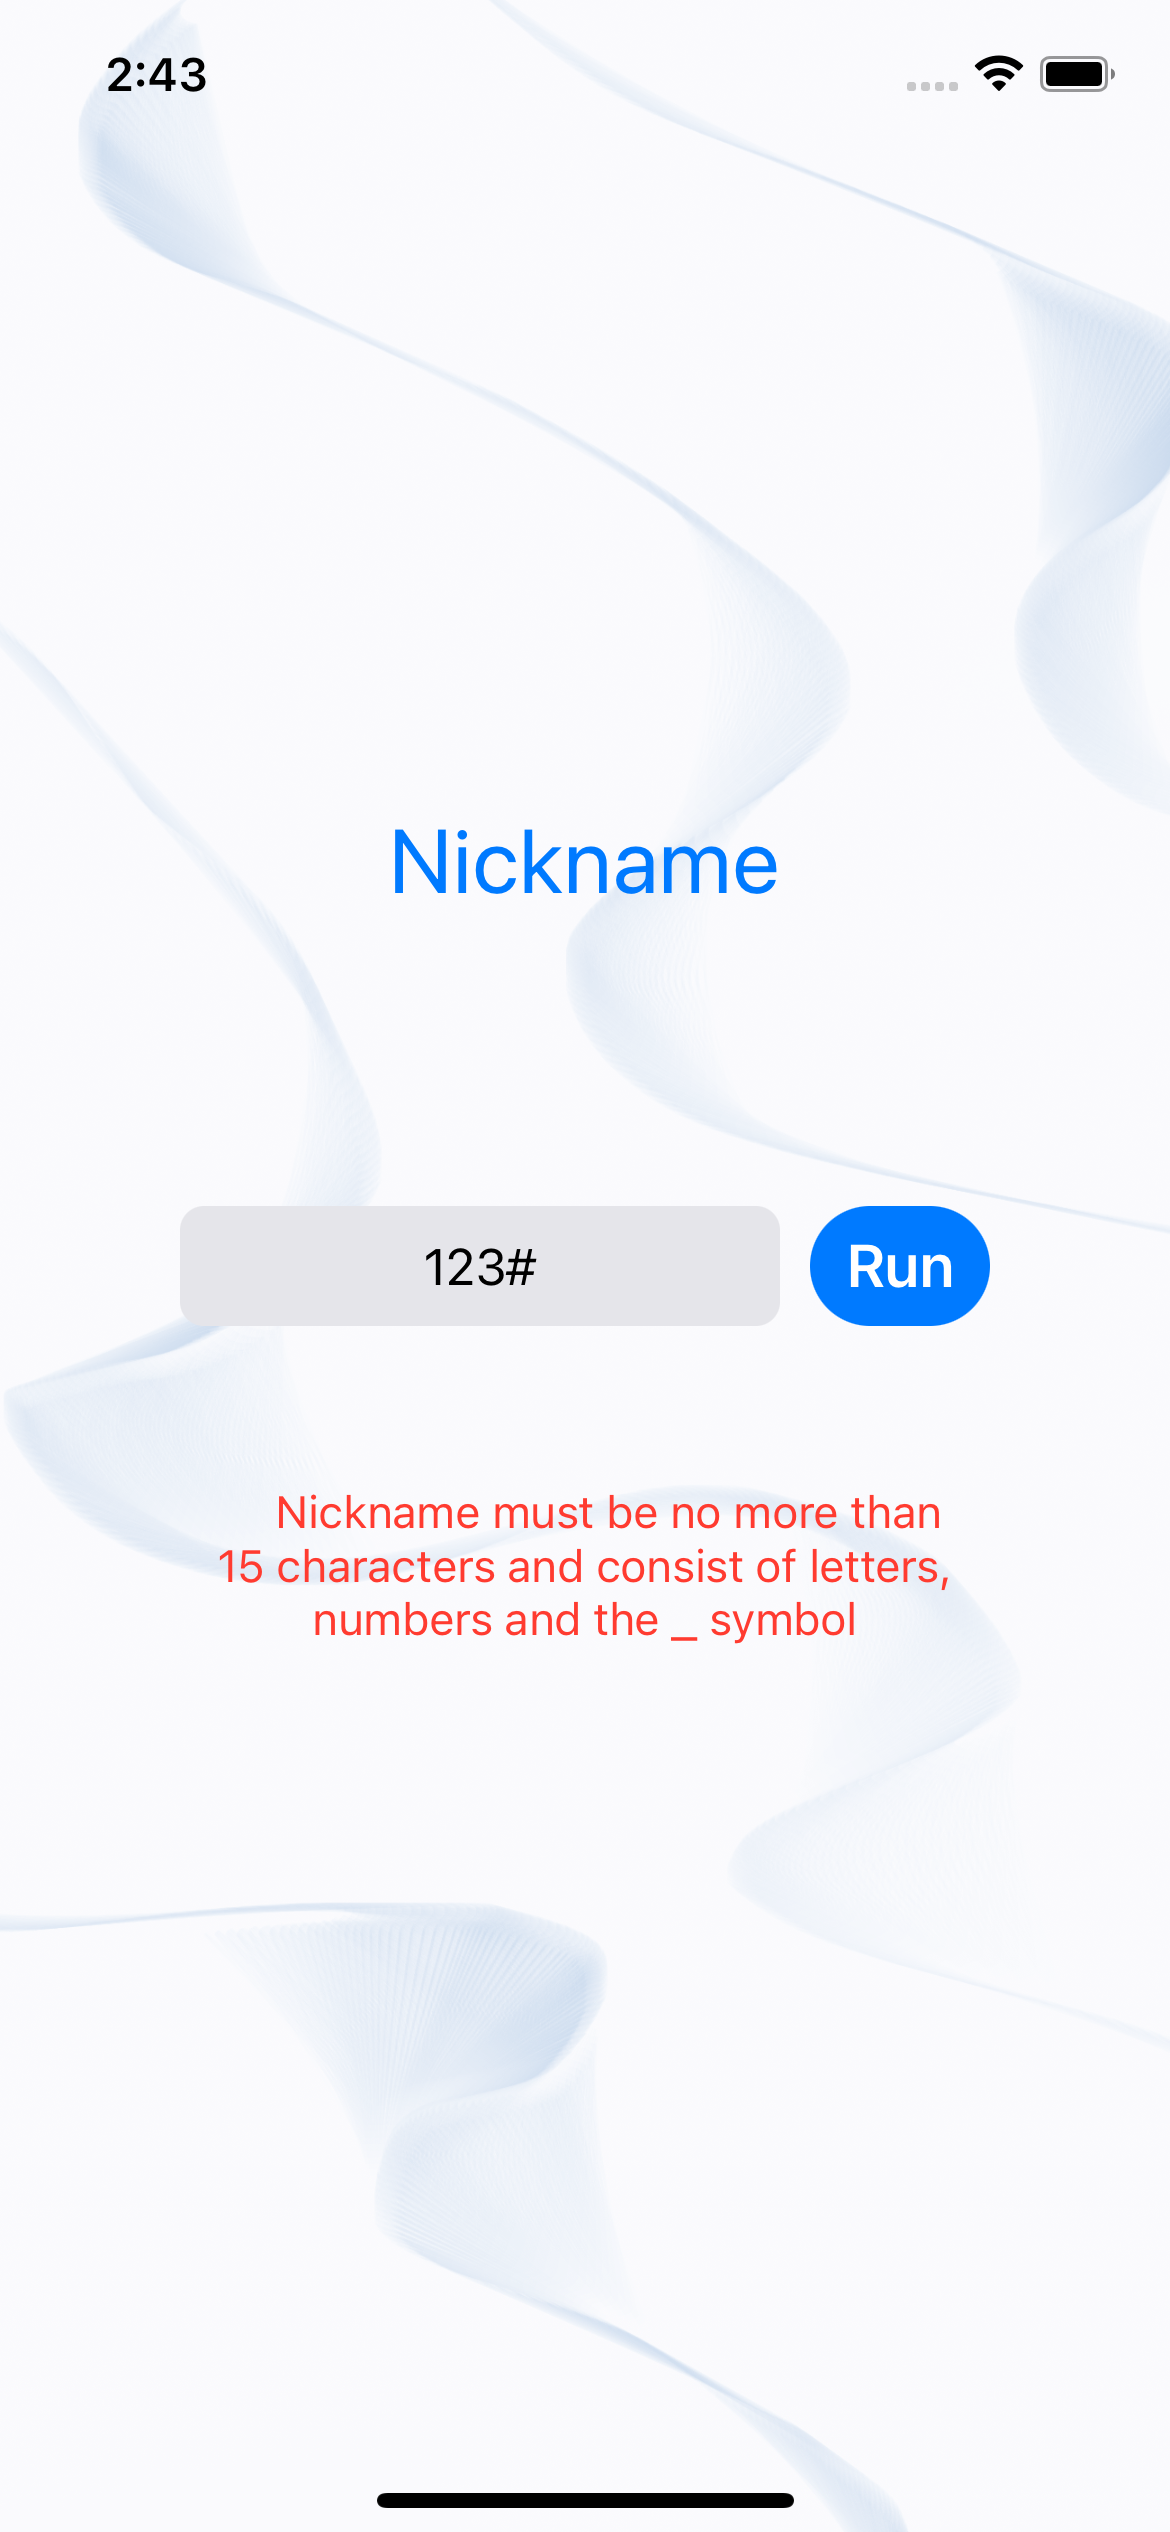 2:43
Nickname
123#
Run
Nickname must be no more than
15 characters and consist of letters,
numbers and the _ symbol